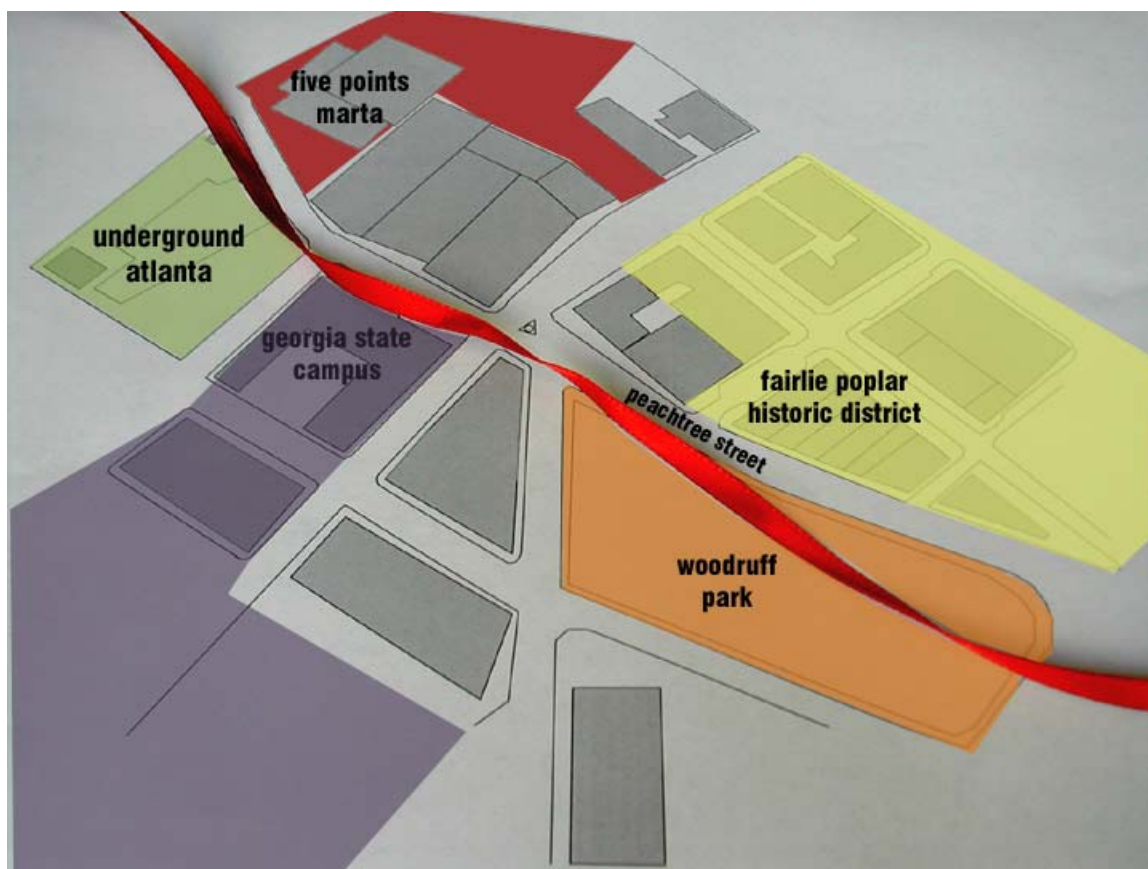 five points
marta
underground
atlanta
georgia state
campus
fairlie poplar
historic district
peachtree street
woodruff
park